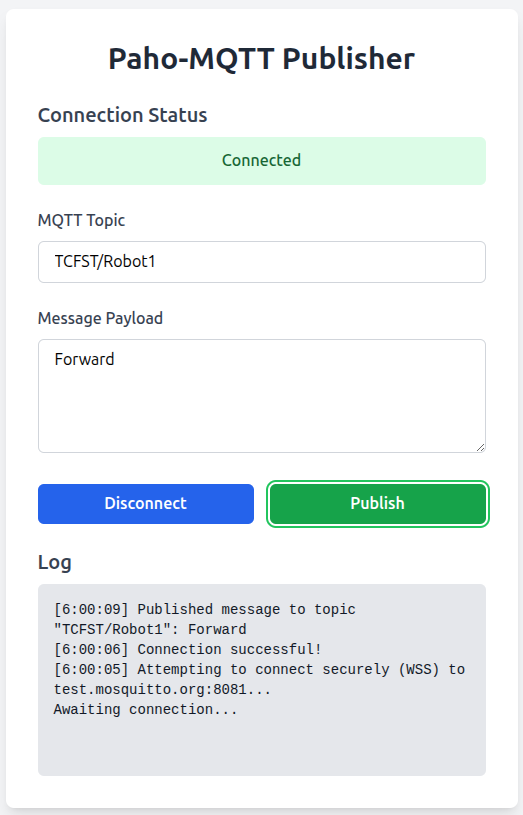 Paho-MQTT Publisher
Connection Status
Connected
MQTT Topic
TCFST/Robot1
Message Payload
Forward
Disconnect
Publish
Log
[6:00:09] Published message to topic
"TCFST/Robot1": Forward
[6:00:06] Connection successful!
[6:00:05] Attempting to connect securely (WSS) to
test.mosquitto.org:8081...
Awaiting connection...